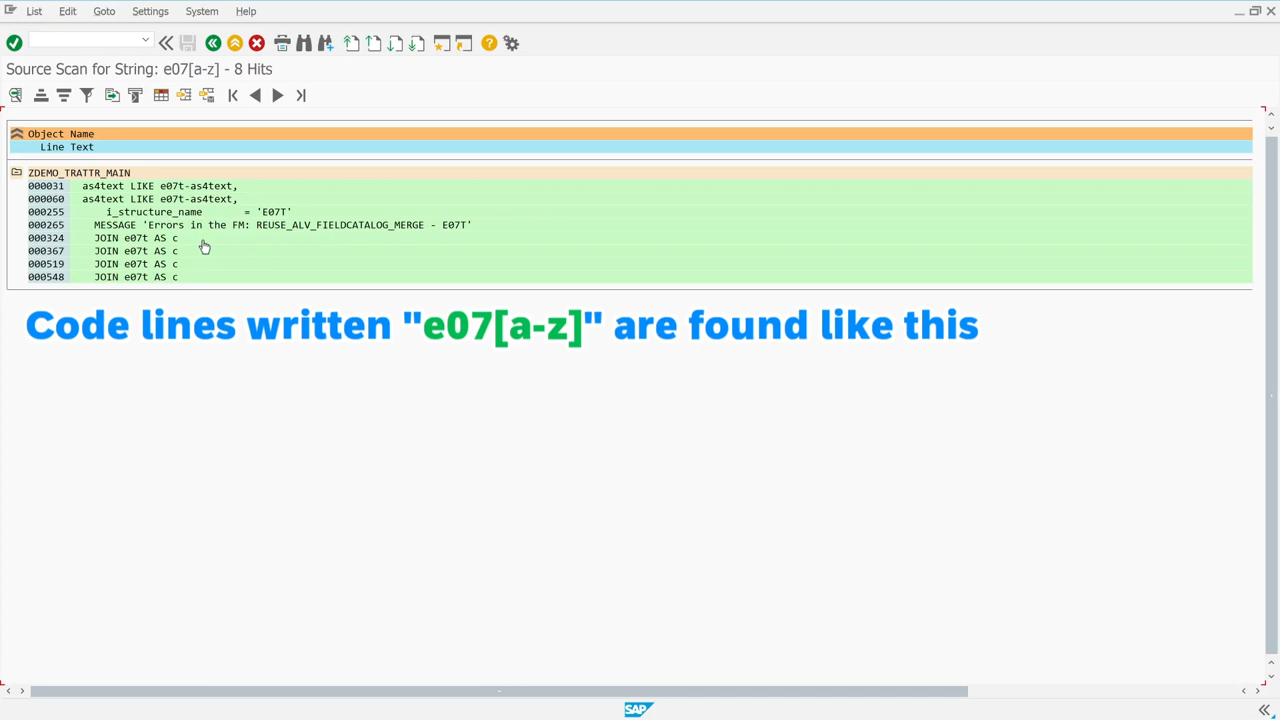 List Edit Goto Settings System Help
Source Scan for String: e07[a-z] - 8 Hits
Object Name
Line Text
ZDEMO_TRATTR_MAIN
000031 as4text LIKE e07t-as4text,
000060 as4text LIKE e07t-as4text,
000255 i_structure_name = 'E07T'
000265 MESSAGE 'Errors in the FM: REUSE_ALV_FIELDCATALOG_MERGE - E07T'
000324 JOIN e07t AS c
000367 JOIN e07t AS c
000519 JOIN e07t AS c
000548 JOIN e07t AS c
Code lines written "e07[a-z]" are found like this
SAP